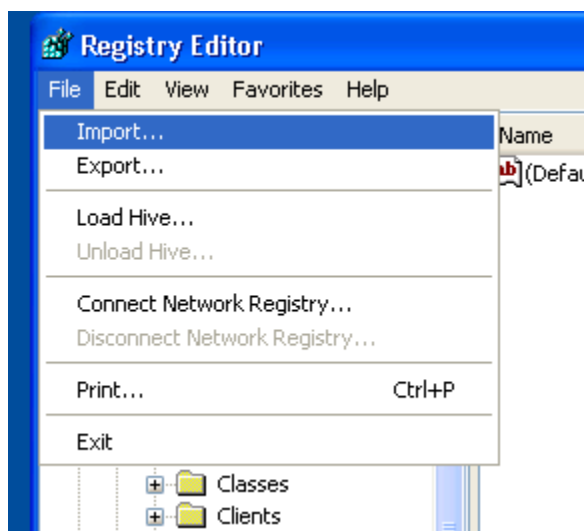 Registry Editor
File Edit View Favorites Help
Import...
Name
Export...
ab (Defau
Load Hive...
Unload Hive...
Connect Network Registry...
Disconnect Network Registry...
Print... Ctrl+P
Exit
Classes
Clients